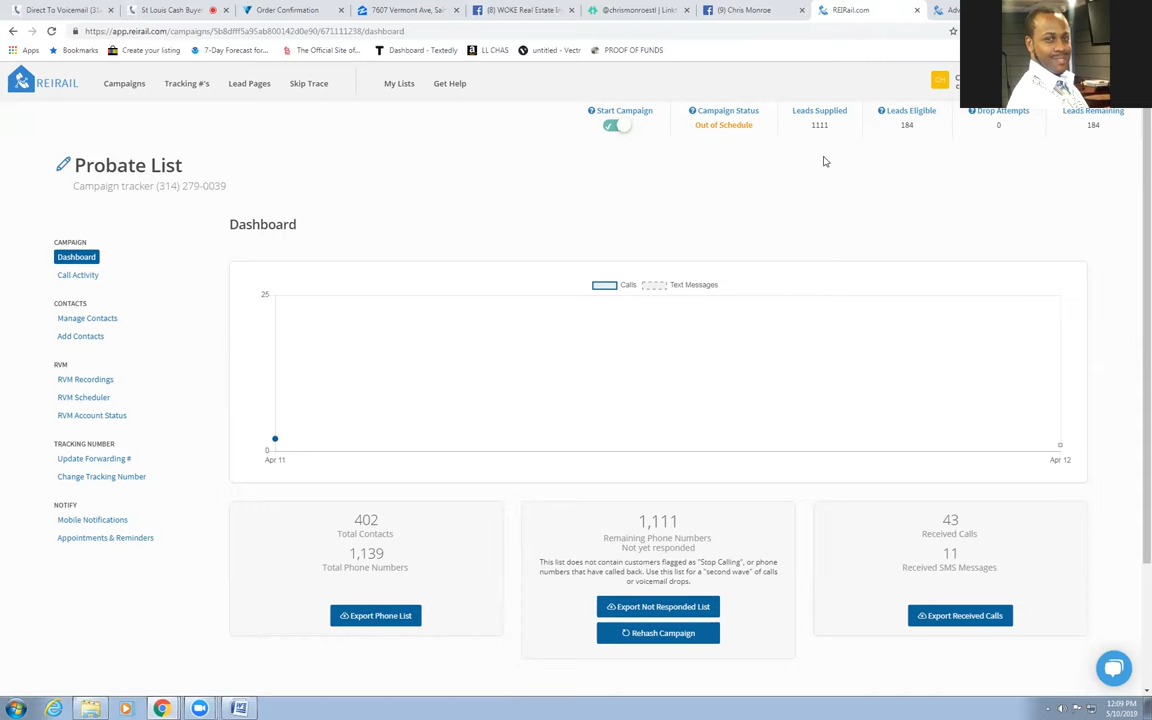 Direct To Voicemail | 314
St Louis Cash Buye
Order Confirmation
7607 Vermont Ave, Sai
(8) WOKE Real Estate In
@chrismonroestl | Link
(9) Chris Monroe
REIRail.com
Adv
https://app.reirail.com/campaigns/5b8dfff5a95ab800142d0e90/671111238/dashboard
Apps
Bookmarks
Create your listing
7-Day Forecast for...
The Official Site of...
Dashboard - Textedly
LL CHAS
untitled - Vectr
PROOF OF FUNDS
REIRAIL
Campaigns
Tracking #'s
Lead Pages
Skip Trace
My Lists
Get Help
CH
Start Campaign
Campaign Status
Leads Supplied
Leads Eligible
Drop Attempts
Leads Remaining
Out of Schedule
1111
184
0
184
Probate List
Campaign tracker (314) 279-0039
Dashboard
CAMPAIGN
Dashboard
Call Activity
CONTACTS
Manage Contacts
Add Contacts
RVM
RVM Recordings
RVM Scheduler
RVM Account Status
TRACKING NUMBER
Update Forwarding #
Change Tracking Number
NOTIFY
Mobile Notifications
Appointments & Reminders
Calls
Text Messages
25
0
Apr 11
Apr 12
402
Total Contacts
1,139
Total Phone Numbers
Export Phone List
1,111
Remaining Phone Numbers
Not yet responded
This list does not contain customers flagged as "Stop Calling", or phone
numbers that have called back. Use this list for a "second wave" of calls
or voicemail drops.
Export Not Responded List
Rehash Campaign
43
Received Calls
11
Received SMS Messages
Export Received Calls
12:09 PM
5/10/2019